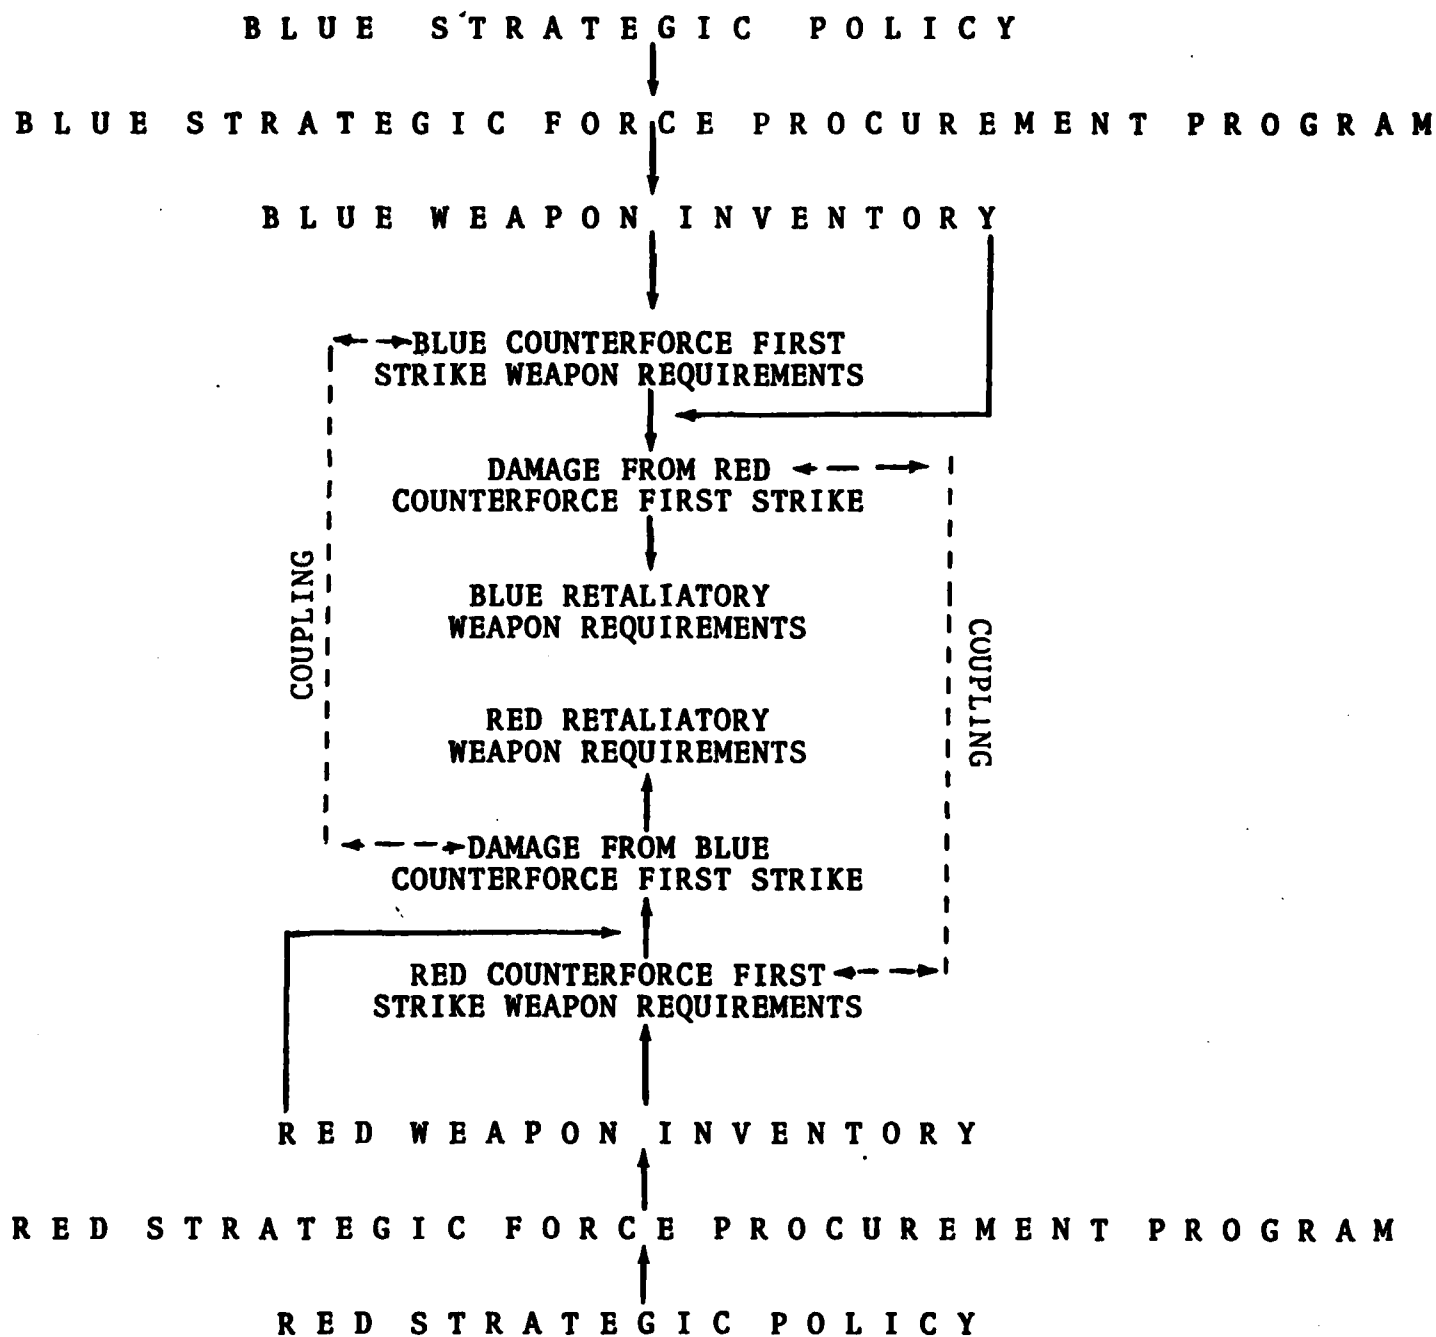 BLUE STRATEGIC POLICY
BLUE STRATEGIC FORCE PROCUREMENT PROGRAM
BLUE WEAPON INVENTORY
BLUE COUNTERFORCE FIRST
STRIKE WEAPON REQUIREMENTS
DAMAGE FROM RED
COUNTERFORCE FIRST STRIKE
COUPLING
BLUE RETALIATORY
WEAPON REQUIREMENTS
COUPLING
RED RETALIATORY
WEAPON REQUIREMENTS
DAMAGE FROM BLUE
COUNTERFORCE FIRST STRIKE
RED COUNTERFORCE FIRST
STRIKE WEAPON REQUIREMENTS
RED WEAPON INVENTORY
RED STRATEGIC FORCE PROCUREMENT PROGRAM
RED STRATEGIC POLICY